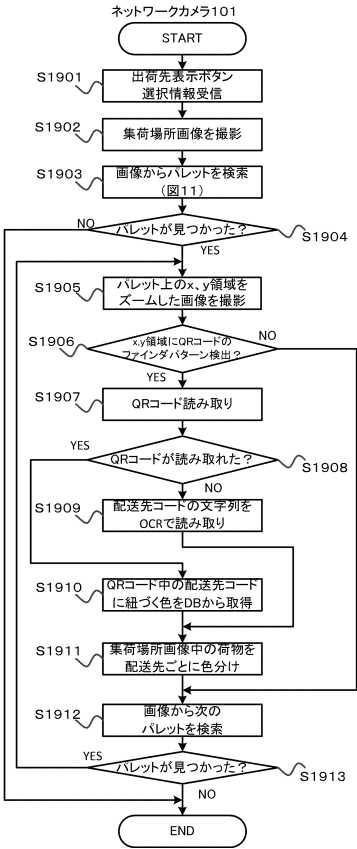 ネットワークカメラ101
START
S1901
出荷先表示ボタン
選択情報受信
S1902
集荷場所画像を撮影
S1903
画像からパレットを検索
(図11)
NO
パレットが見つかった?
S1904
YES
S1905
パレット上のx、y領域を
ズームした画像を撮影
S1906
x,y領域にQRコードの
ファインダパターン検出?
NO
YES
S1907
QRコード読み取り
YES
QRコードが読み取れた?
S1908
NO
S1909
配送先コードの文字列を
OCRで読み取り
S1910
QRコード中の配送先コード
に紐づく色をDBから取得
S1911
集荷場所画像中の荷物を
配送先ごとに色分け
S1912
画像から次の
パレットを検索
YES
パレットが見つかった?
S1913
NO
END